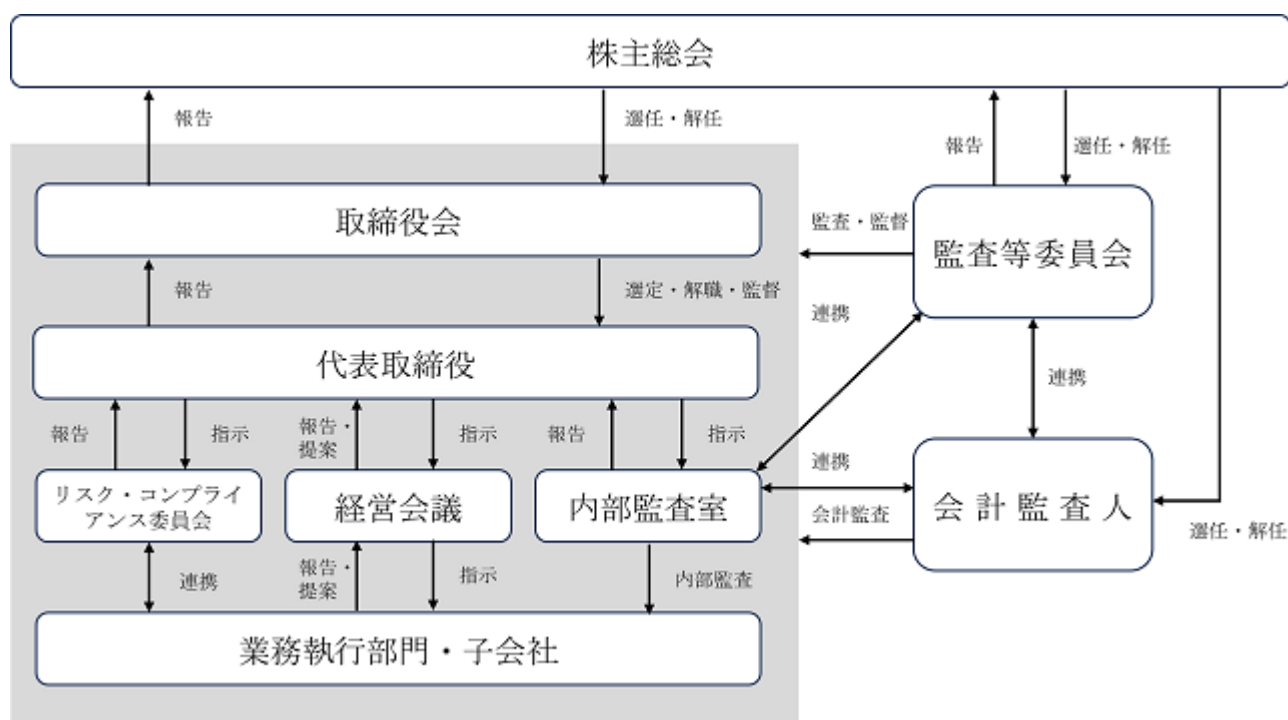 株主総会
報告
選任・解任
報告
選任・解任
取締役会
監査・監督
監査等委員会
報告
選定・解職・監督
連携
代表取締役
連携
報告
指示
報告・
提案
指示
報告
指示
連携
リスク・コンプライ
アンス委員会
経営会議
内部監査室
会計監査人
会計監査
選任・解任
連携
報告・
提案
指示
内部監査
業務執行部門・子会社